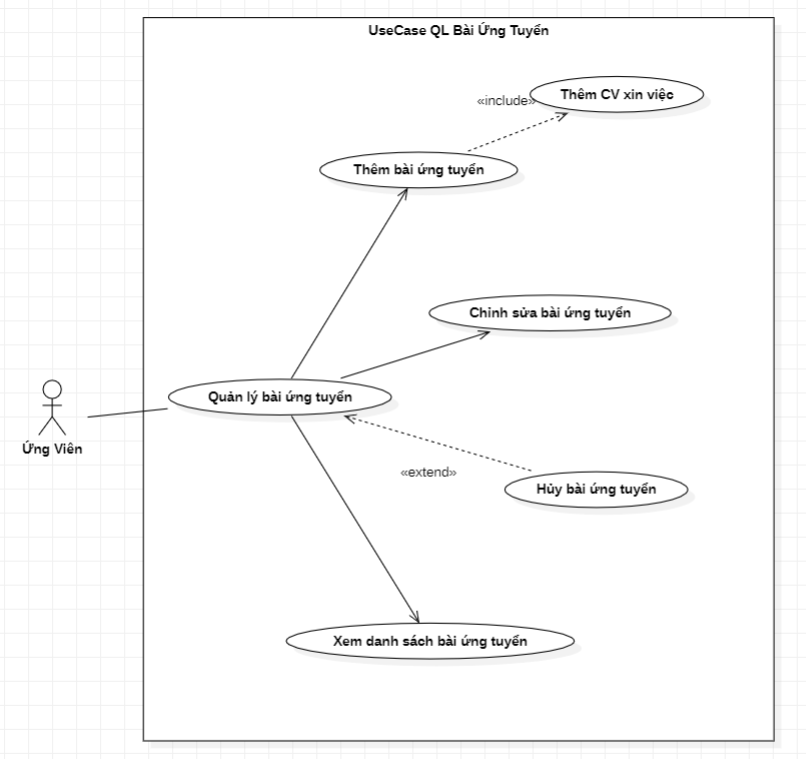 UseCase QL Bài Ứng Tuyển
«include»
Thêm CV xin việc
Thêm bài ứng tuyển
Chỉnh sửa bài ứng tuyển
Quản lý bài ứng tuyển
Ứng Viên
«extend»
Hủy bài ứng tuyển
Xem danh sách bài ứng tuyển